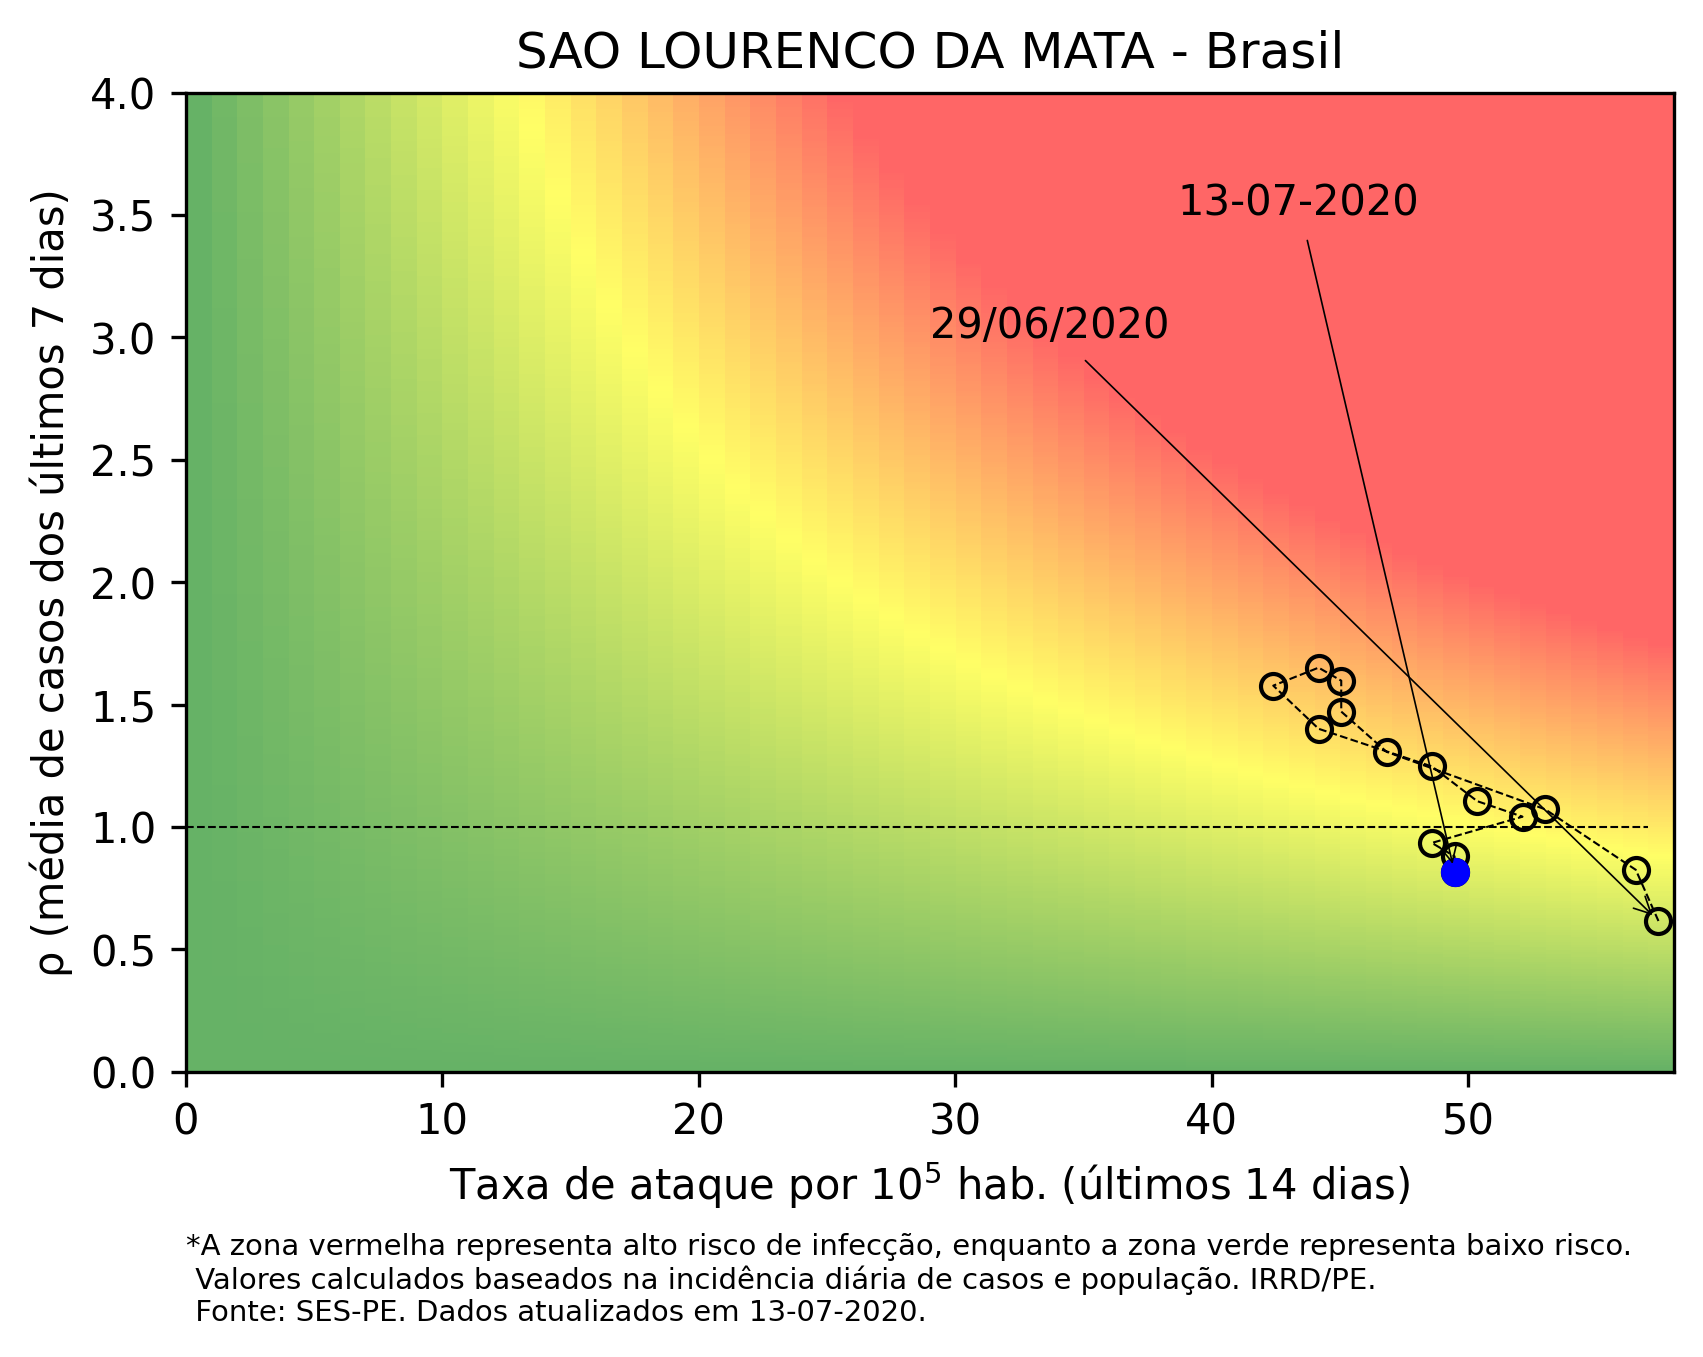 SAO LOURENCO DA MATA - Brasil
4.0
3.5
3.0
2.5
2.0
1.5
1.0
0.5
0.0
ρ (média de casos dos últimos 7 dias)
13-07-2020
29/06/2020
0 10 20 30 40 50
Taxa de ataque por 10⁵ hab. (últimos 14 dias)
*A zona vermelha representa alto risco de infecção, enquanto a zona verde representa baixo risco.
Valores calculados baseados na incidência diária de casos e população. IRRD/PE.
Fonte: SES-PE. Dados atualizados em 13-07-2020.